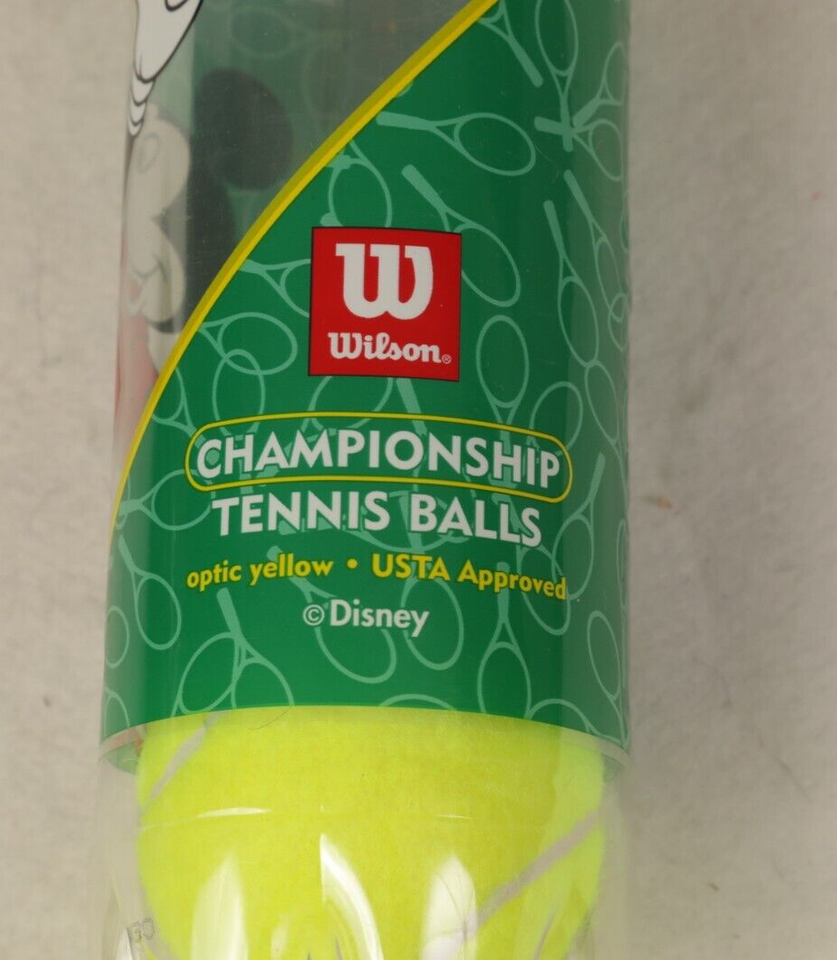 W
Wilson®
CHAMPIONSHIP
TENNIS BALLS
optic yellow • USTA Approved
©Disney